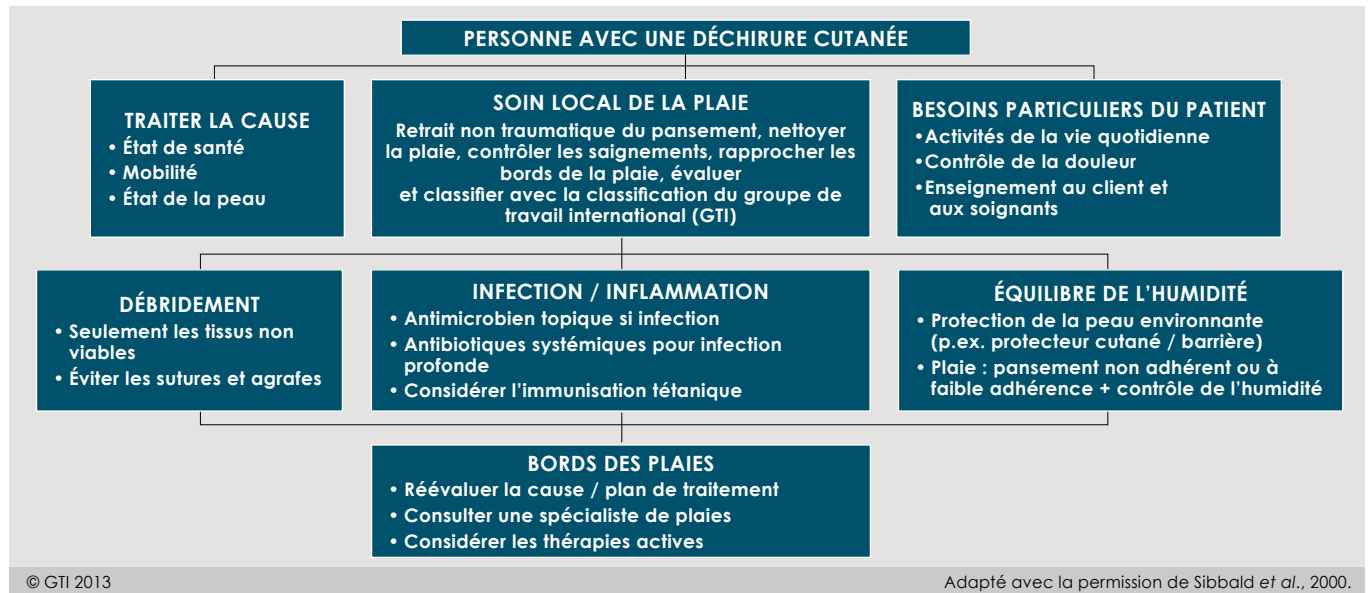 PERSONNE AVEC UNE DÉCHIRURE CUTANÉE
TRAITER LA CAUSE
• État de santé
• Mobilité
• État de la peau
SOIN LOCAL DE LA PLAIE
Retrait non traumatique du pansement, nettoyer
la plaie, contrôler les saignements, rapprocher les
bords de la plaie, évaluer
et classifier avec la classification du groupe de
travail international (GTI)
BESOINS PARTICULIERS DU PATIENT
•Activités de la vie quotidienne
•Contrôle de la douleur
•Enseignement au client et
aux soignants
DÉBRIDEMENT
• Seulement les tissus non
viables
• Éviter les sutures et agrafes
INFECTION / INFLAMMATION
• Antimicrobien topique si infection
• Antibiotiques systémiques pour infection
profonde
• Considérer l’immunisation tétanique
ÉQUILIBRE DE L’HUMIDITÉ
• Protection de la peau environnante
(p.ex. protecteur cutané / barrière)
• Plaie : pansement non adhérent ou à
faible adhérence + contrôle de l’humidité
BORDS DES PLAIES
• Réévaluer la cause / plan de traitement
• Consulter une spécialiste de plaies
• Considérer les thérapies actives
© GTI 2013
Adapté avec la permission de Sibbald et al., 2000.